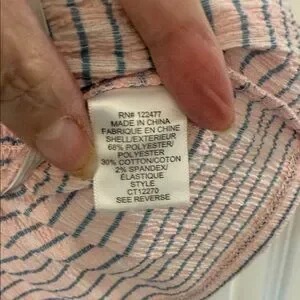 RN# 122477
MADE IN CHINA
FABRIQUE EN CHINE
SHELL/EXTERIEUR
68% POLYESTER/
POLYESTER
30% COTTON/COTON
2% SPANDEX/
ÉLASTIQUE
STYLE
CT12270
SEE REVERSE